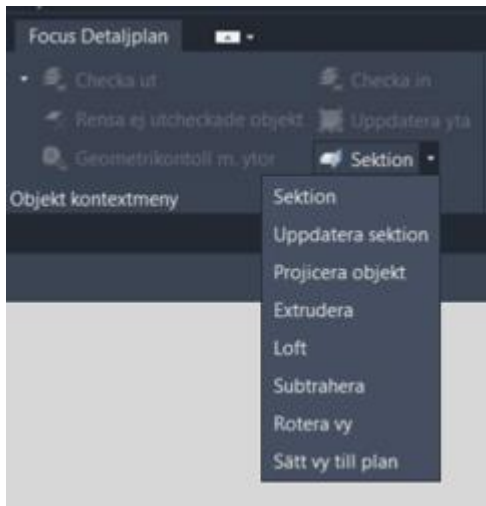 Focus Detaljplan
Checka ut
Checka in
Rensa ej utcheckade objekt
Uppdatera yta
Geometrikontoll m. ytor
Sektion
Objekt kontextmeny
Sektion
Uppdatera sektion
Projicera objekt
Extrudera
Loft
Subtrahera
Rotera vy
Sätt vy till plan